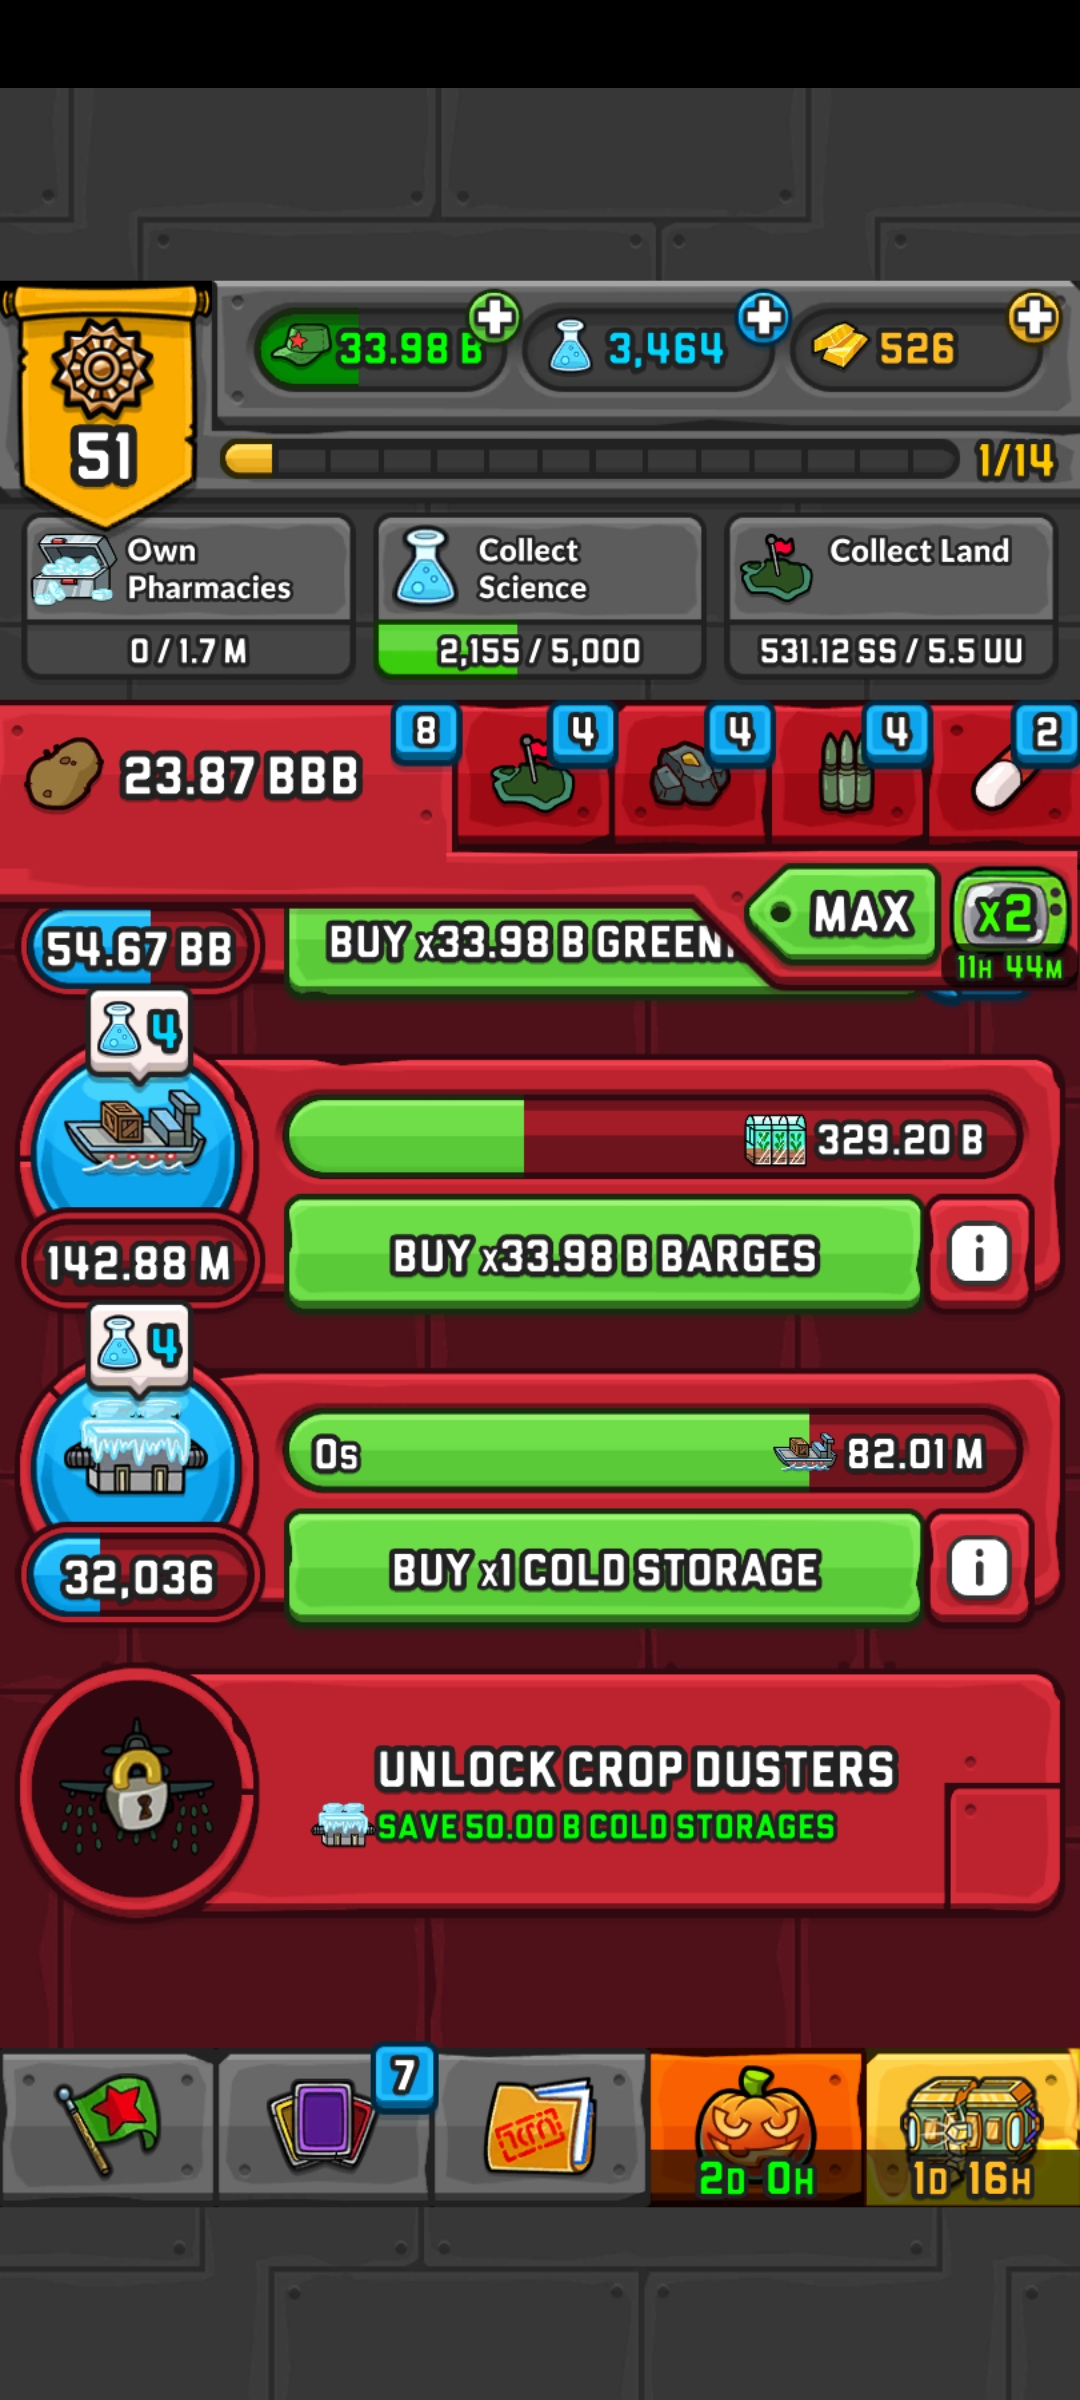 33.98 B
3,464
526
51
1/14
Own
Pharmacies
0 / 1.7 M
Collect
Science
2,155 / 5,000
Collect Land
531.12 SS / 5.5 UU
23.87 BBB
8
4
4
4
2
MAX
x2
11H 44M
54.67 BB
BUY x33.98 B GREEN
4
329.20 B
142.88 M
BUY x33.98 B BARGES
i
4
0s
82.01 M
32,036
BUY x1 COLD STORAGE
i
UNLOCK CROP DUSTERS
SAVE 50.00 B COLD STORAGES
7
2D 0H
1D 16H